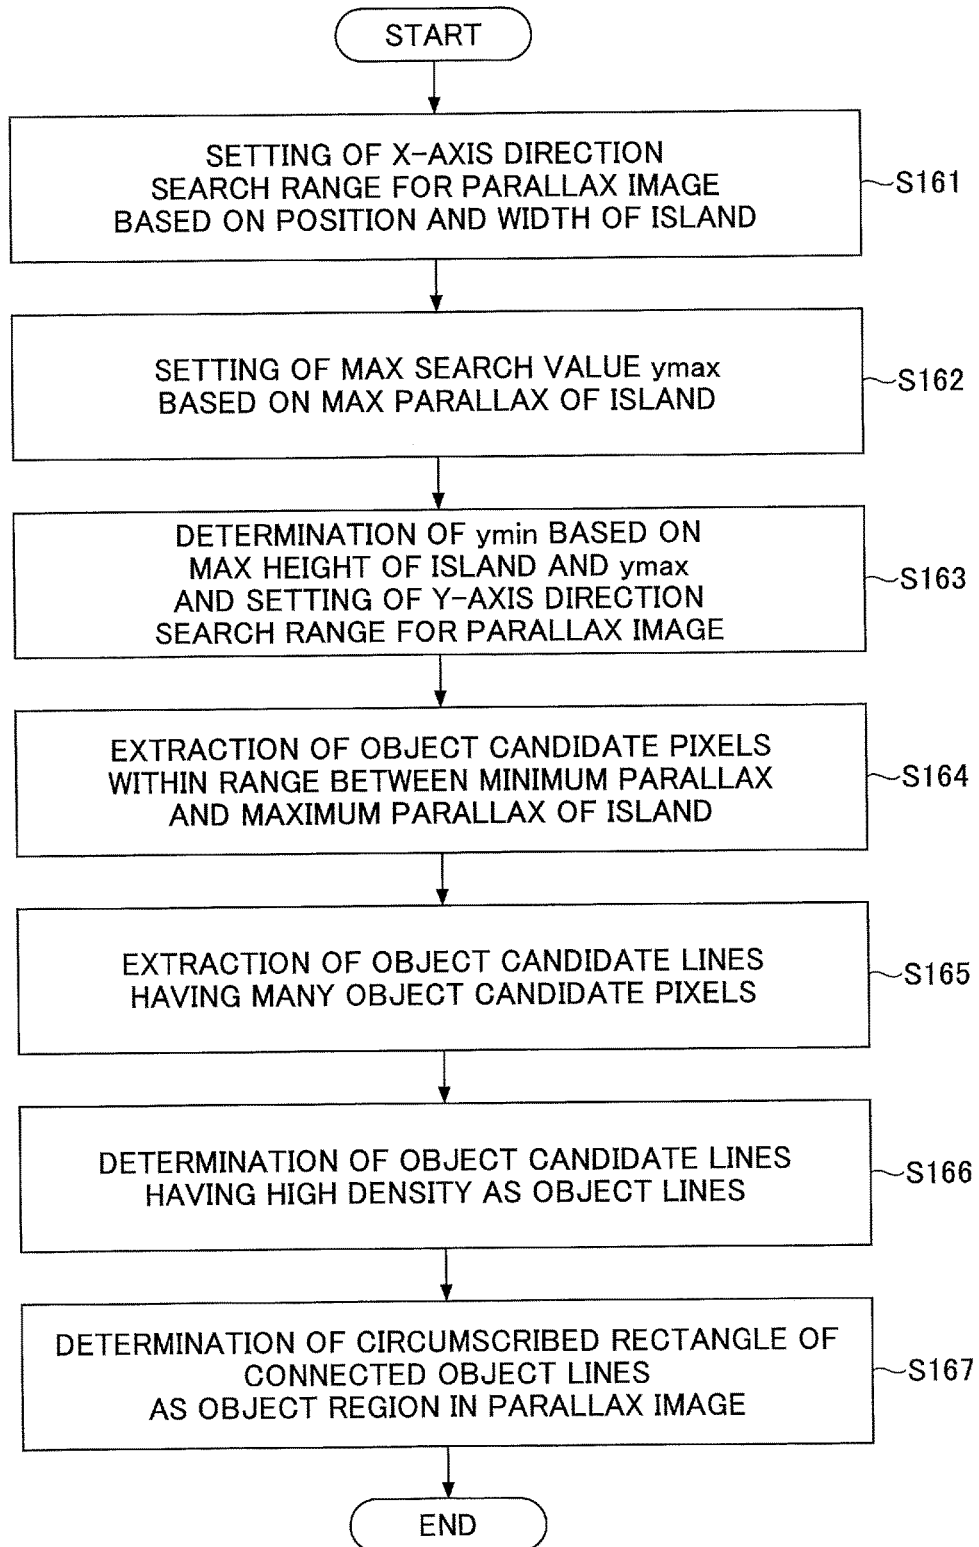 START
SETTING OF X-AXIS DIRECTION
SEARCH RANGE FOR PARALLAX IMAGE
BASED ON POSITION AND WIDTH OF ISLAND
S161
SETTING OF MAX SEARCH VALUE ymax
BASED ON MAX PARALLAX OF ISLAND
S162
DETERMINATION OF ymin BASED ON
MAX HEIGHT OF ISLAND AND ymax
AND SETTING OF Y-AXIS DIRECTION
SEARCH RANGE FOR PARALLAX IMAGE
S163
EXTRACTION OF OBJECT CANDIDATE PIXELS
WITHIN RANGE BETWEEN MINIMUM PARALLAX
AND MAXIMUM PARALLAX OF ISLAND
S164
EXTRACTION OF OBJECT CANDIDATE LINES
HAVING MANY OBJECT CANDIDATE PIXELS
S165
DETERMINATION OF OBJECT CANDIDATE LINES
HAVING HIGH DENSITY AS OBJECT LINES
S166
DETERMINATION OF CIRCUMSCRIBED RECTANGLE OF
CONNECTED OBJECT LINES
AS OBJECT REGION IN PARALLAX IMAGE
S167
END